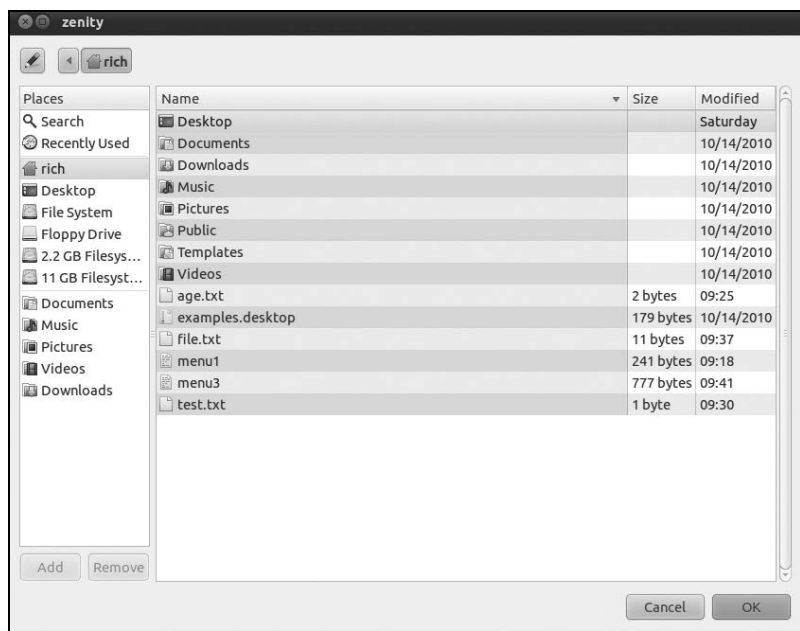 zenity
rich
Places
Search
Recently Used
rich
Desktop
File System
Floppy Drive
2.2 GB Filesys...
11 GB Filesyst...
Documents
Music
Pictures
Videos
Downloads
Add Remove
Name Size Modified
Desktop Saturday
Documents 10/14/2010
Downloads 10/14/2010
Music 10/14/2010
Pictures 10/14/2010
Public 10/14/2010
Templates 10/14/2010
Videos 10/14/2010
age.txt 2 bytes 09:25
examples.desktop 179 bytes 10/14/2010
file.txt 11 bytes 09:37
menu1 241 bytes 09:18
menu3 777 bytes 09:41
test.txt 1 byte 09:30
Cancel OK